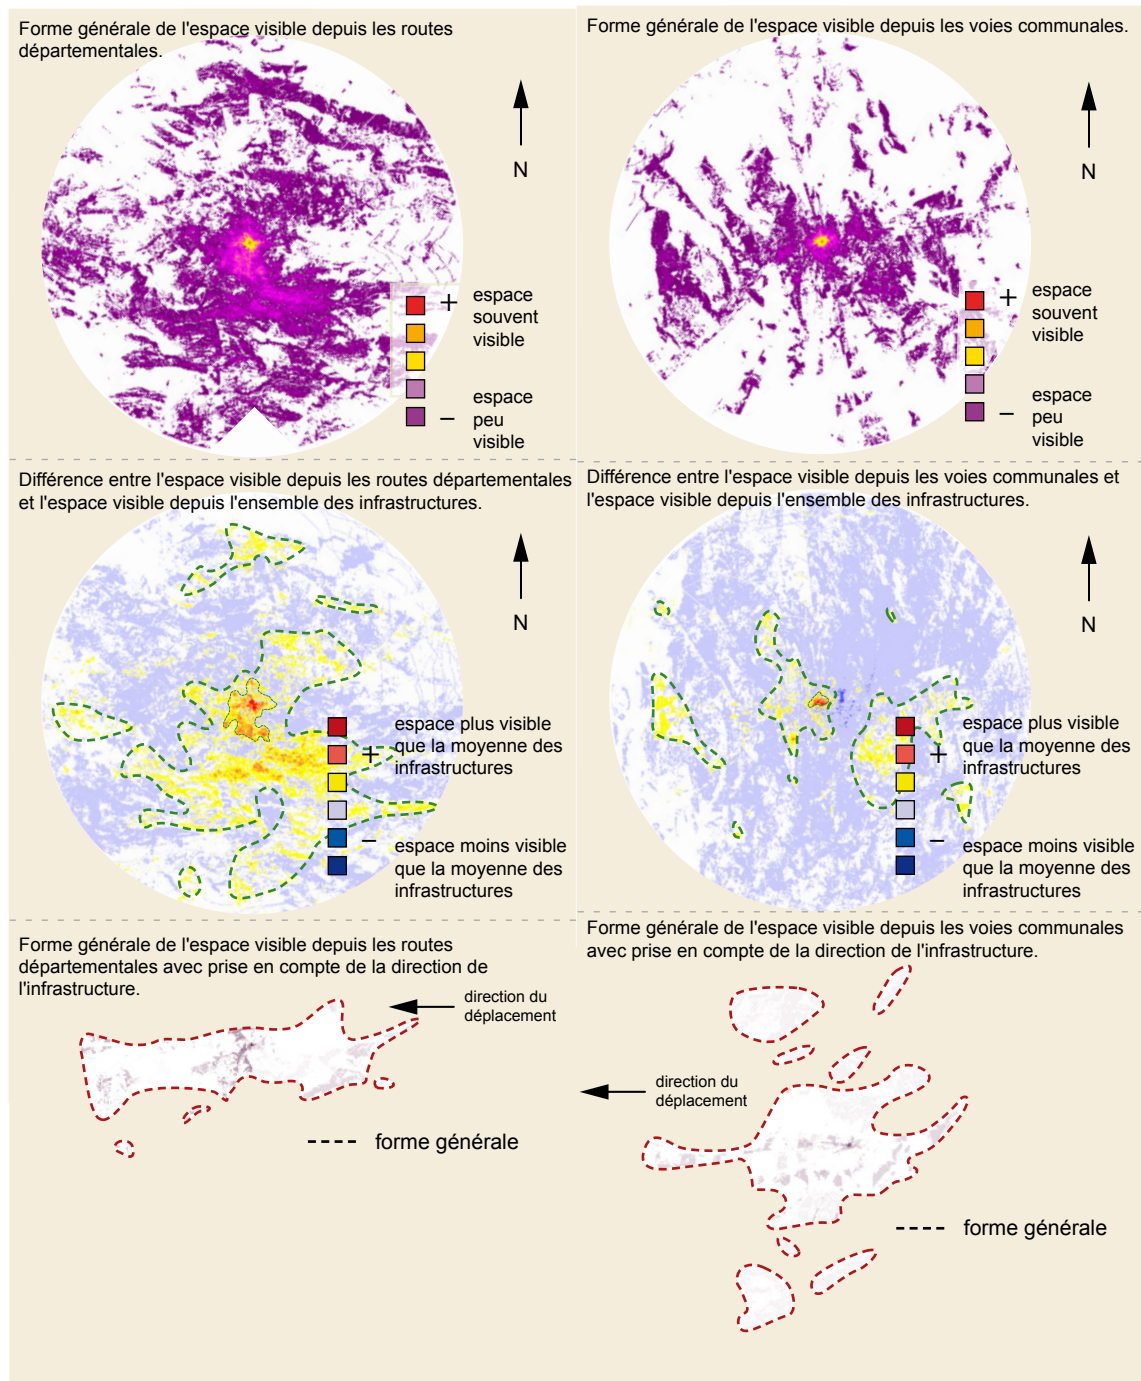 Forme générale de l'espace visible depuis les routes
départementales.
N
+
espace
souvent
visible
–
espace
peu
visible
Forme générale de l'espace visible depuis les voies communales.
N
+
espace
souvent
visible
–
espace
peu
visible
Différence entre l'espace visible depuis les routes départementales
et l'espace visible depuis l'ensemble des infrastructures.
N
+
espace plus visible
que la moyenne des
infrastructures
–
espace moins visible
que la moyenne des
infrastructures
Différence entre l'espace visible depuis les voies communales et
l'espace visible depuis l'ensemble des infrastructures.
N
+
espace plus visible
que la moyenne des
infrastructures
–
espace moins visible
que la moyenne des
infrastructures
Forme générale de l'espace visible depuis les routes
départementales avec prise en compte de la direction de
l'infrastructure.
direction du
déplacement
forme générale
Forme générale de l'espace visible depuis les voies communales
avec prise en compte de la direction de l'infrastructure.
direction du
déplacement
forme générale